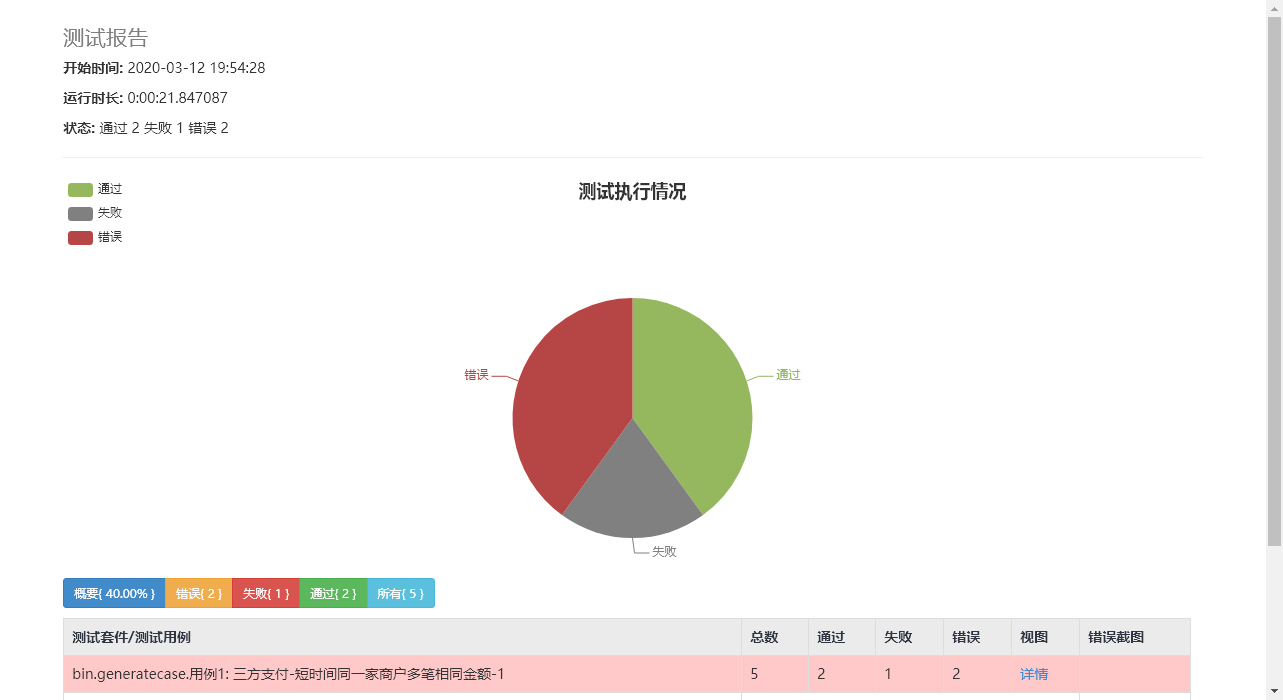 测试报告
开始时间: 2020-03-12 19:54:28
运行时长: 0:00:21.847087
状态: 通过 2 失败 1 错误 2
通过
失败
错误
测试执行情况
错误
通过
失败
概要{ 40.00% } 错误{ 2 } 失败{ 1 } 通过{ 2 } 所有{ 5 }
测试套件/测试用例 总数 通过 失败 错误 视图 错误截图
bin.generatecase.用例1: 三方支付-短时间同一家商户多笔相同金额-1 5 2 1 2 详情